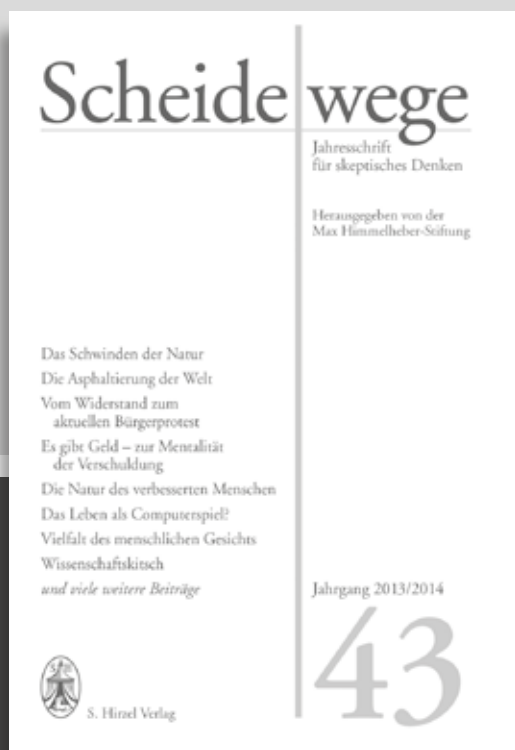 Scheidewege
Jahresschrift
für skeptisches Denken
Herausgegeben von der
Max Himmelheber-Stiftung
Das Schwinden der Natur
Die Asphaltierung der Welt
Vom Widerstand zum
aktuellen Bürgerprotest
Es gibt Geld – zur Mentalität
der Verschuldung
Die Natur des verbesserten Menschen
Das Leben als Computerspiel?
Vielfalt des menschlichen Gesichts
Wissenschaftskitsch
und viele weitere Beiträge
Jahrgang 2013/2014
43
S. Hirzel Verlag